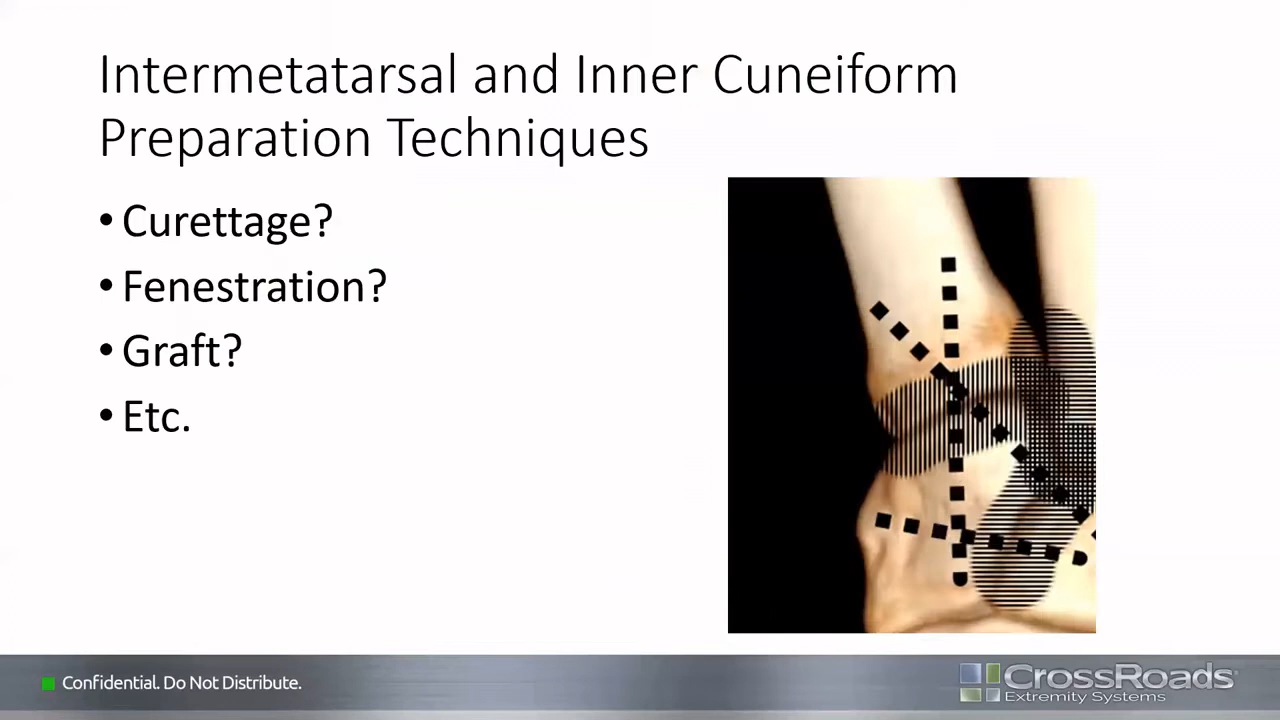 Intermetatarsal and Inner Cuneiform
Preparation Techniques
• Curettage?
• Fenestration?
• Graft?
• Etc.
Confidential. Do Not Distribute.
CrossRoads
Extremity Systems